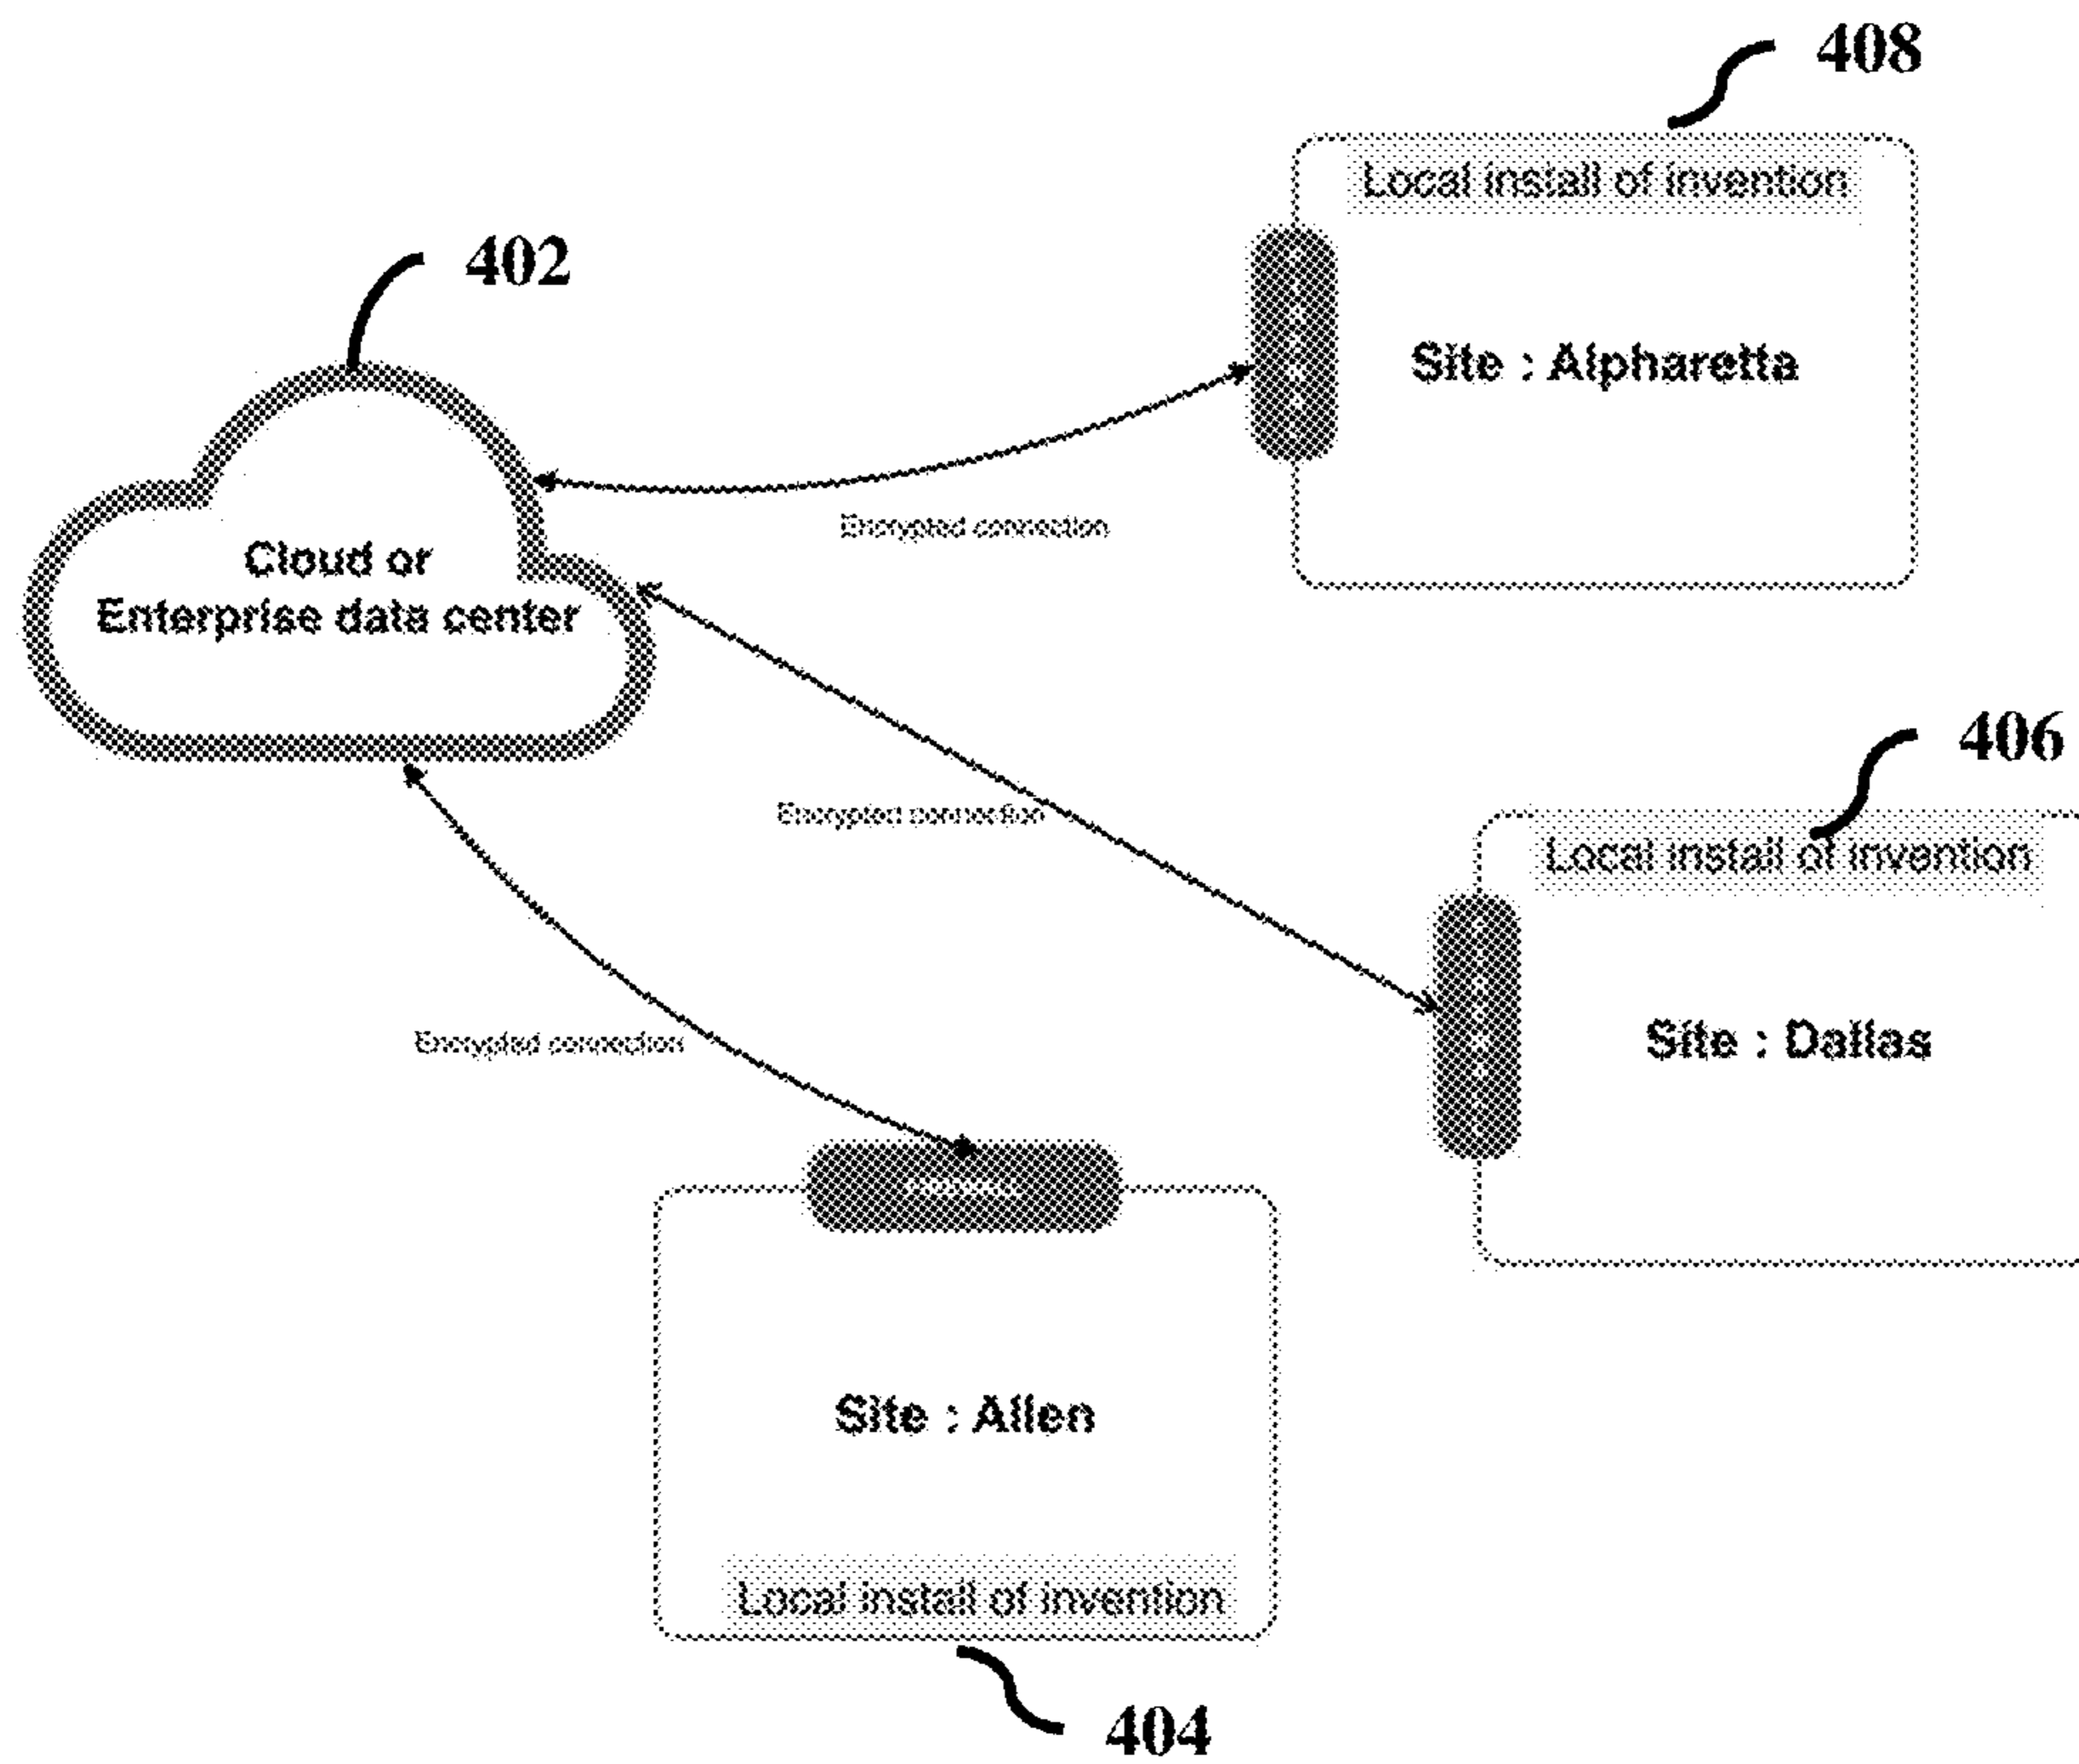 408
Local install of invention
402
Site : Alpharetta
Encrypted connection
Cloud or
Enterprise data center
406
Encrypted connection
Local install of invention
Encrypted connection
Site : Dallas
Site : Allen
Local install of invention
404